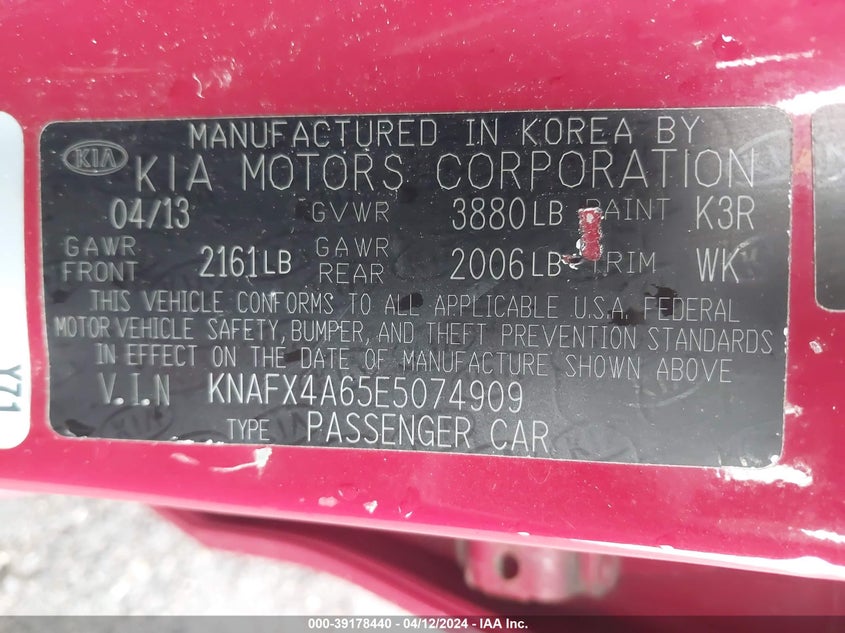 MANUFACTURED IN KOREA BY
KIA
KIA MOTORS CORPORATION
04/13 GVWR 3880LB PAINT K3R
GAWR FRONT 2161LB GAWR REAR 2006LB TRIM WK
THIS VEHICLE CONFORMS TO ALL APPLICABLE U.S.A. FEDERAL
MOTOR VEHICLE SAFETY, BUMPER, AND THEFT PREVENTION STANDARDS
IN EFFECT ON THE DATE OF MANUFACTURE SHOWN ABOVE
V.I.N KNAFX4A65E5074909
TYPE PASSENGER CAR
Y71
000-39178440 - 04/12/2024 - IAA Inc.